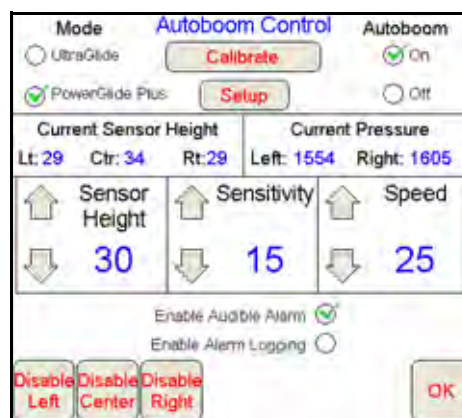 Mode Autoboom Control Autoboom
UltraGlide Calibrate On
PowerGlide Plus Setup Off
Current Sensor Height Current Pressure
Lt: 29 Ctr: 34 Rt:29 Left: 1554 Right: 1605
Sensor Height Sensitivity Speed
30 15 25
Enable Audible Alarm
Enable Alarm Logging
Disable Left Disable Center Disable Right OK